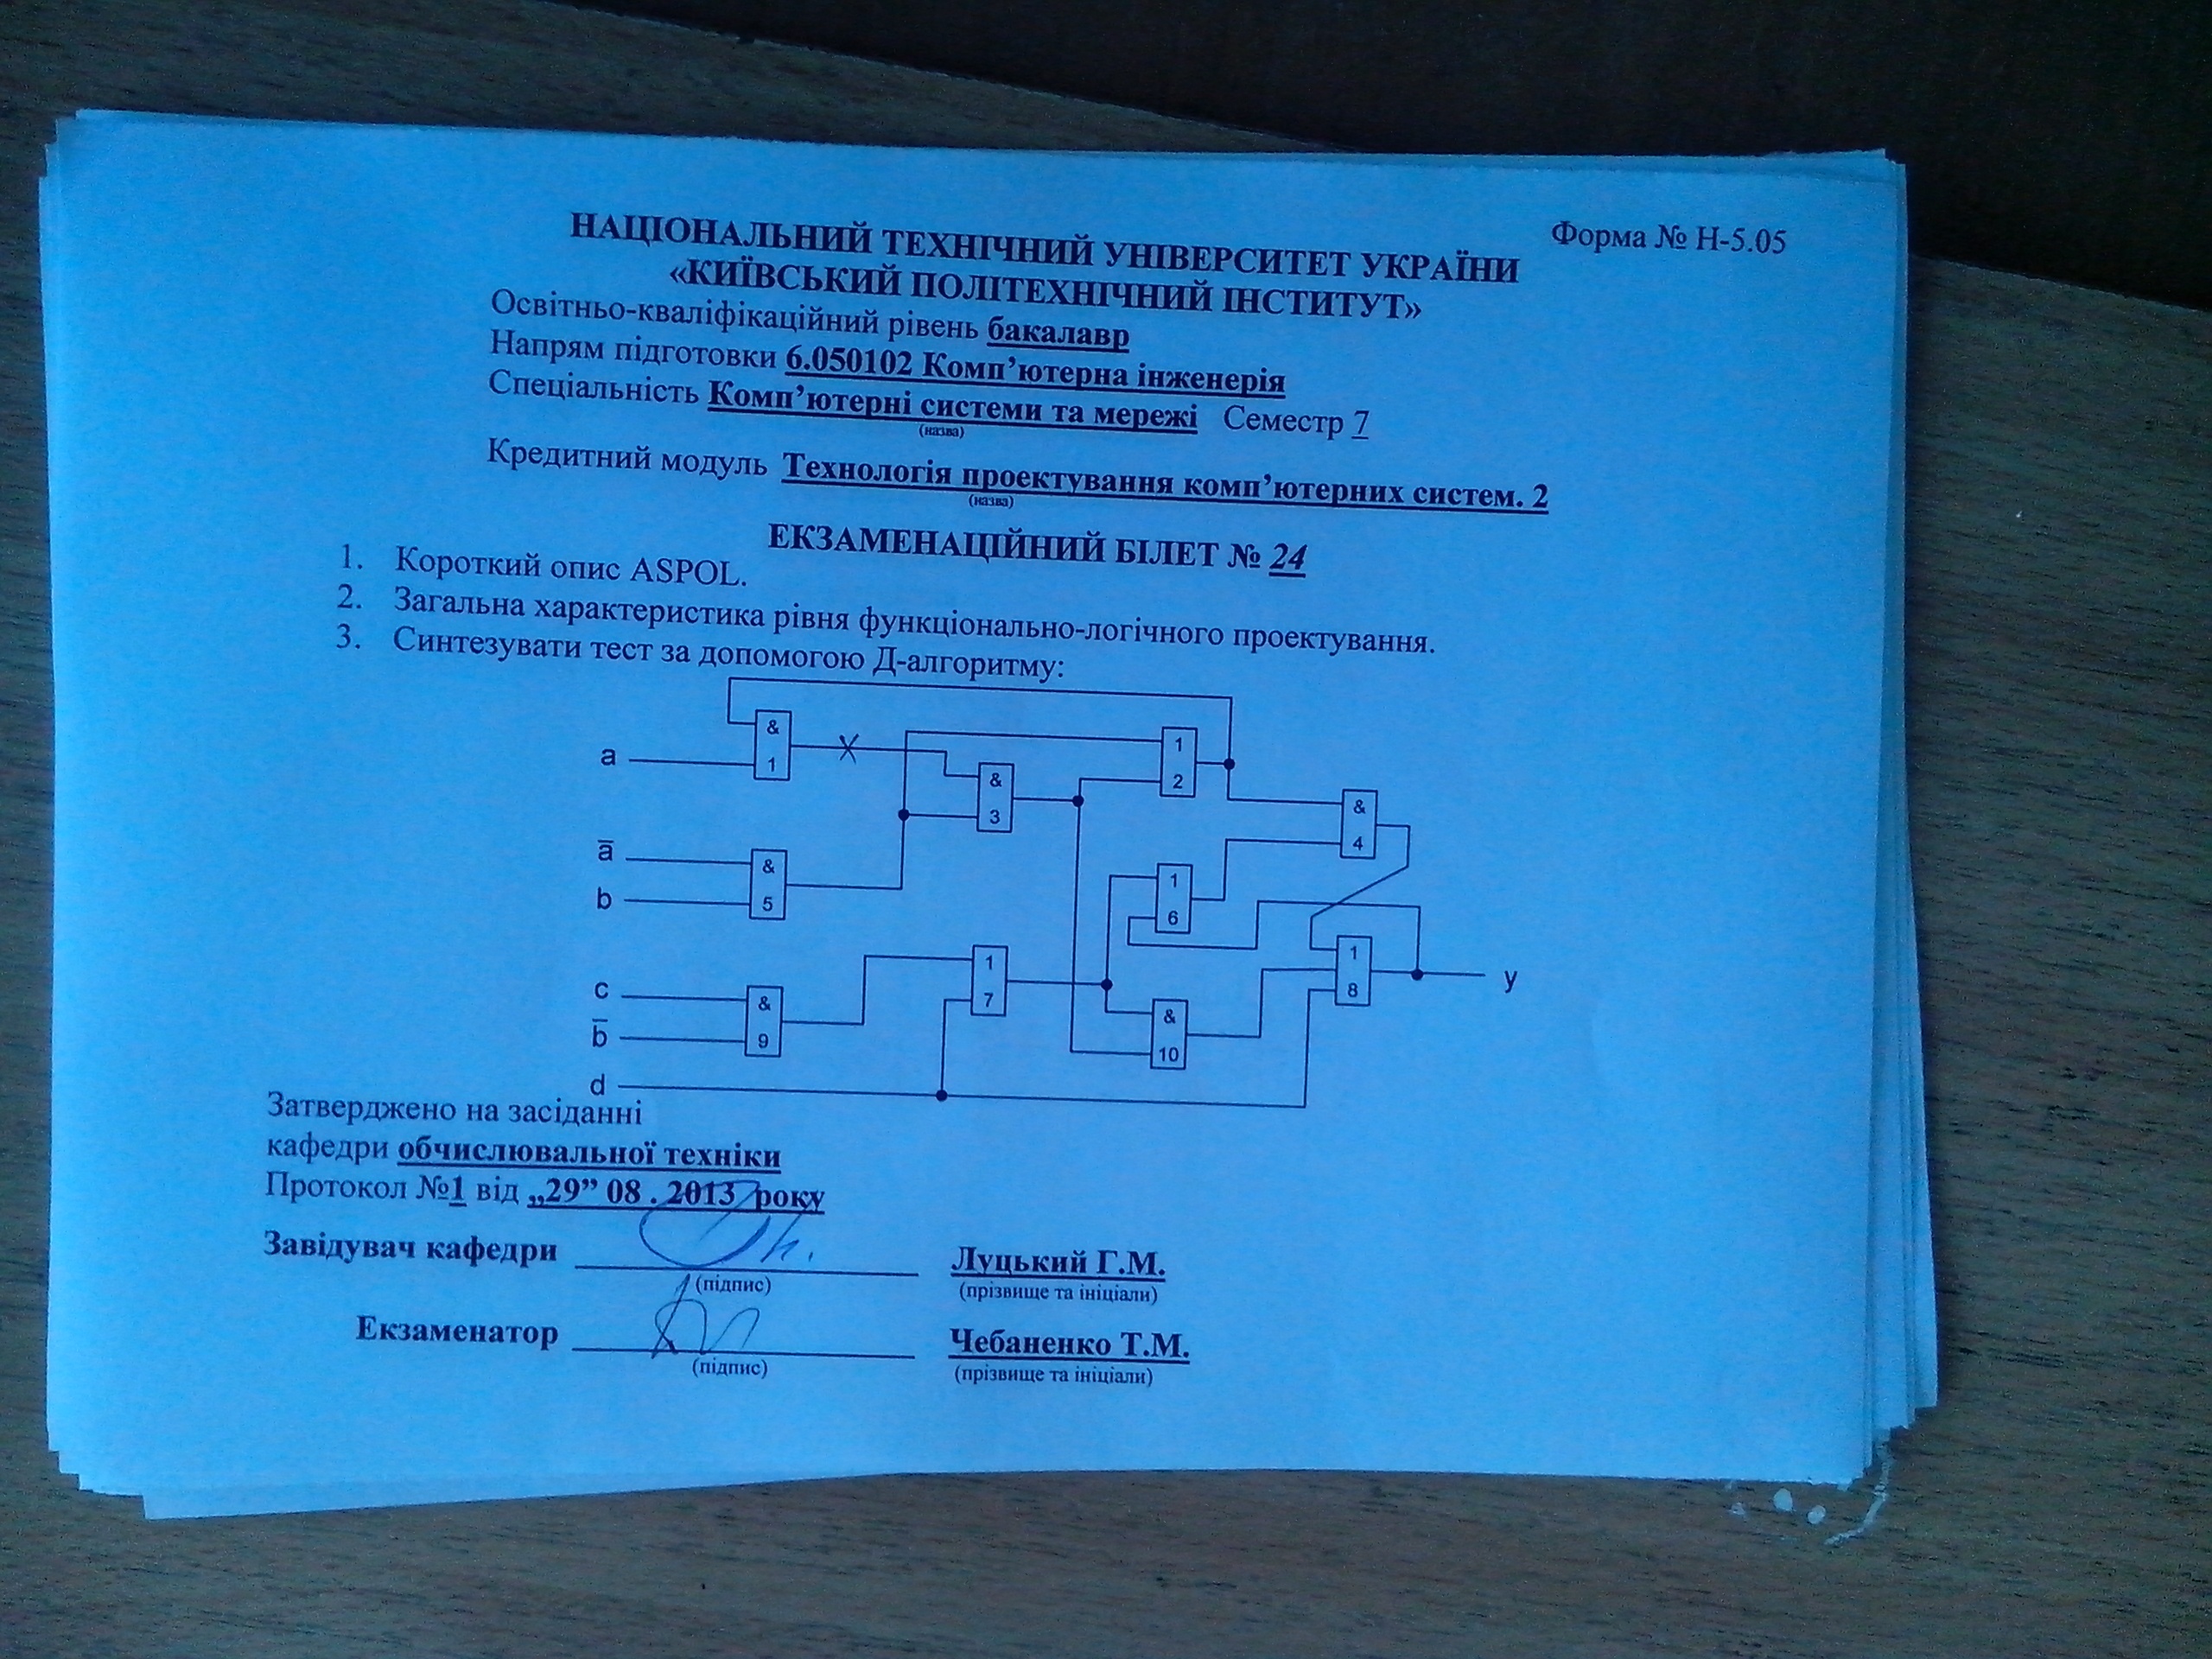 Форма № Н-5.05
НАЦІОНАЛЬНИЙ ТЕХНІЧНИЙ УНІВЕРСИТЕТ УКРАЇНИ
«КИЇВСЬКИЙ ПОЛІТЕХНІЧНИЙ ІНСТИТУТ»
Освітньо-кваліфікаційний рівень бакалавр
Напрям підготовки 6.050102 Комп’ютерна інженерія
Спеціальність Комп’ютерні системи та мережі Семестр 7
(назва)
Кредитний модуль Технологія проектування комп’ютерних систем. 2
(назва)
ЕКЗАМЕНАЦІЙНИЙ БІЛЕТ № 24
1. Короткий опис ASPOL.
2. Загальна характеристика рівня функціонально-логічного проектування.
3. Синтезувати тест за допомогою Д-алгоритму:
a
& 1
X
& 3
1 2
& 4
a̅
b
& 5
1 6
c
b̅
& 9
1 7
& 10
1 8
y
d
Затверджено на засіданні
кафедри обчислювальної техніки
Протокол №1 від „29” 08 . 2013 року
Завідувач кафедри Луцький Г.М.
(підпис) (прізвище та ініціали)
Екзаменатор Чебаненко Т.М.
(підпис) (прізвище та ініціали)